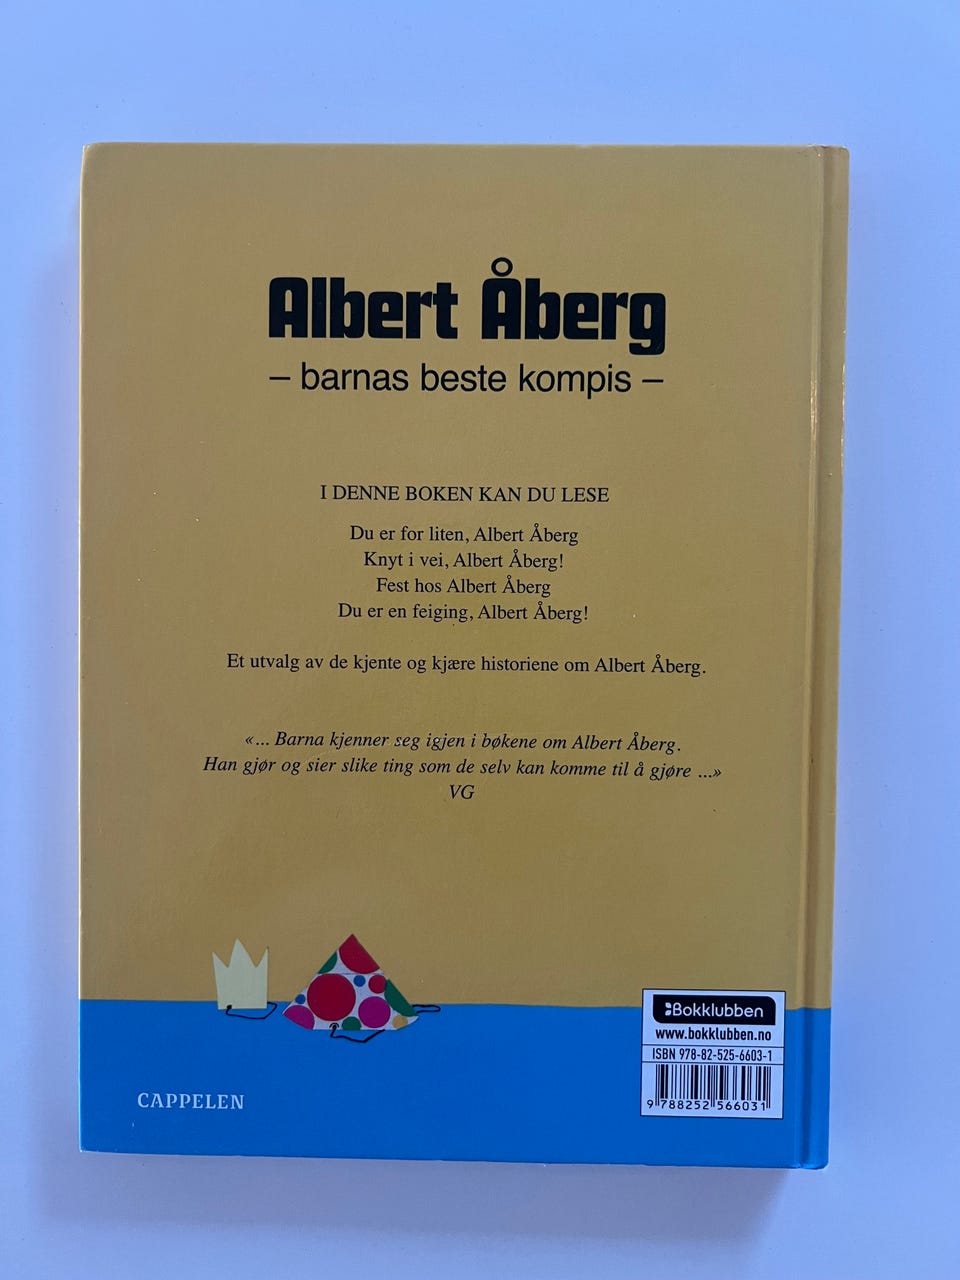 Albert Åberg
– barnas beste kompis –
I DENNE BOKEN KAN DU LESE
Du er for liten, Albert Åberg
Knyt i vei, Albert Åberg!
Fest hos Albert Åberg
Du er en feiging, Albert Åberg!
Et utvalg av de kjente og kjære historiene om Albert Åberg.
«... Barna kjenner seg igjen i bøkene om Albert Åberg.
Han gjør og sier slike ting som de selv kan komme til å gjøre ...»
VG
Bokklubben
www.bokklubben.no
ISBN 978-82-525-6603-1
9 788252 566031
CAPPELEN